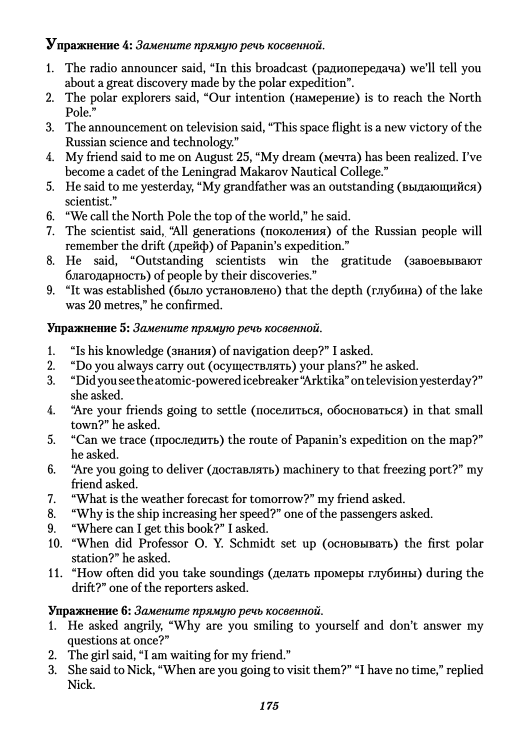 Упражнение 4: Замените прямую речь косвенной.
1. The radio announcer said, “In this broadcast (радиопередача) we’ll tell you
about a great discovery made by the polar expedition”.
2. The polar explorers said, “Our intention (намерение) is to reach the North
Pole.”
3. The announcement on television said, “This space flight is a new victory of the
Russian science and technology.”
4. My friend said to me on August 25, “My dream (мечта) has been realized. I’ve
become a cadet of the Leningrad Makarov Nautical College.”
5. He said to me yesterday, “My grandfather was an outstanding (выдающийся)
scientist.”
6. “We call the North Pole the top of the world,” he said.
7. The scientist said, “All generations (поколения) of the Russian people will
remember the drift (дрейф) of Papanin’s expedition.”
8. He said, “Outstanding scientists win the gratitude (завоевывают
благодарность) of people by their discoveries.”
9. “It was established (было установлено) that the depth (глубина) of the lake
was 20 metres,” he confirmed.
Упражнение 5: Замените прямую речь косвенной.
1. “Is his knowledge (знания) of navigation deep?” I asked.
2. “Do you always carry out (осуществлять) your plans?” he asked.
3. “Did you see the atomic-powered icebreaker “Arktika” on television yesterday?”
she asked.
4. “Are your friends going to settle (поселиться, обосноваться) in that small
town?” he asked.
5. “Can we trace (проследить) the route of Papanin’s expedition on the map?”
he asked.
6. “Are you going to deliver (доставлять) machinery to that freezing port?” my
friend asked.
7. “What is the weather forecast for tomorrow?” my friend asked.
8. “Why is the ship increasing her speed?” one of the passengers asked.
9. “Where can I get this book?” I asked.
10. “When did Professor O. Y. Schmidt set up (основывать) the first polar
station?” he asked.
11. “How often did you take soundings (делать промеры глубины) during the
drift?” one of the reporters asked.
Упражнение 6: Замените прямую речь косвенной.
1. He asked angrily, “Why are you smiling to yourself and don’t answer my
questions at once?”
2. The girl said, “I am waiting for my friend.”
3. She said to Nick, “When are you going to visit them?” “I have no time,” replied
Nick.
175